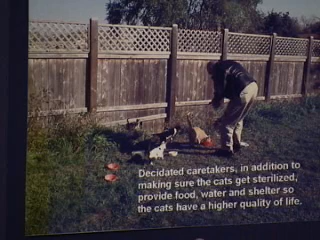 Decidated caretakers, in addition to
making sure the cats get sterilized,
provide food, water and shelter so
the cats have a higher quality of life.